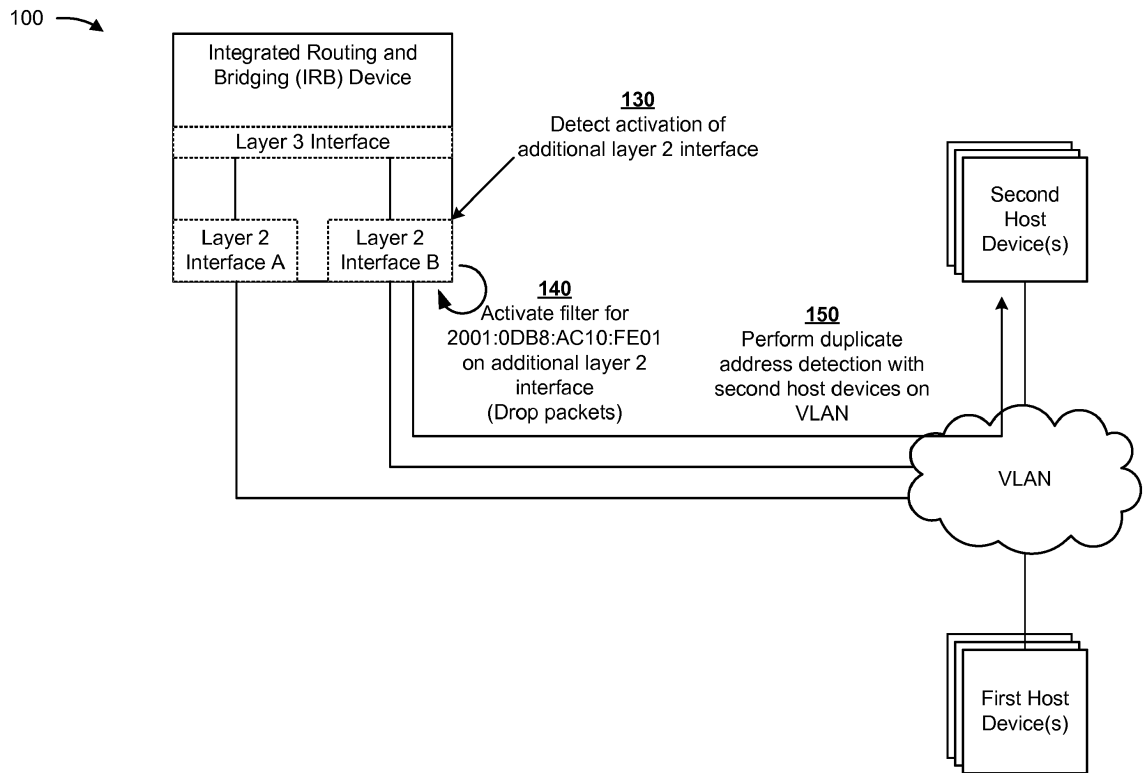 100
Integrated Routing and
Bridging (IRB) Device
Layer 3 Interface
Layer 2
Interface A
Layer 2
Interface B
130
Detect activation of
additional layer 2 interface
140
Activate filter for
2001:0DB8:AC10:FE01
on additional layer 2
interface
(Drop packets)
150
Perform duplicate
address detection with
second host devices on
VLAN
Second
Host
Device(s)
VLAN
First Host
Device(s)